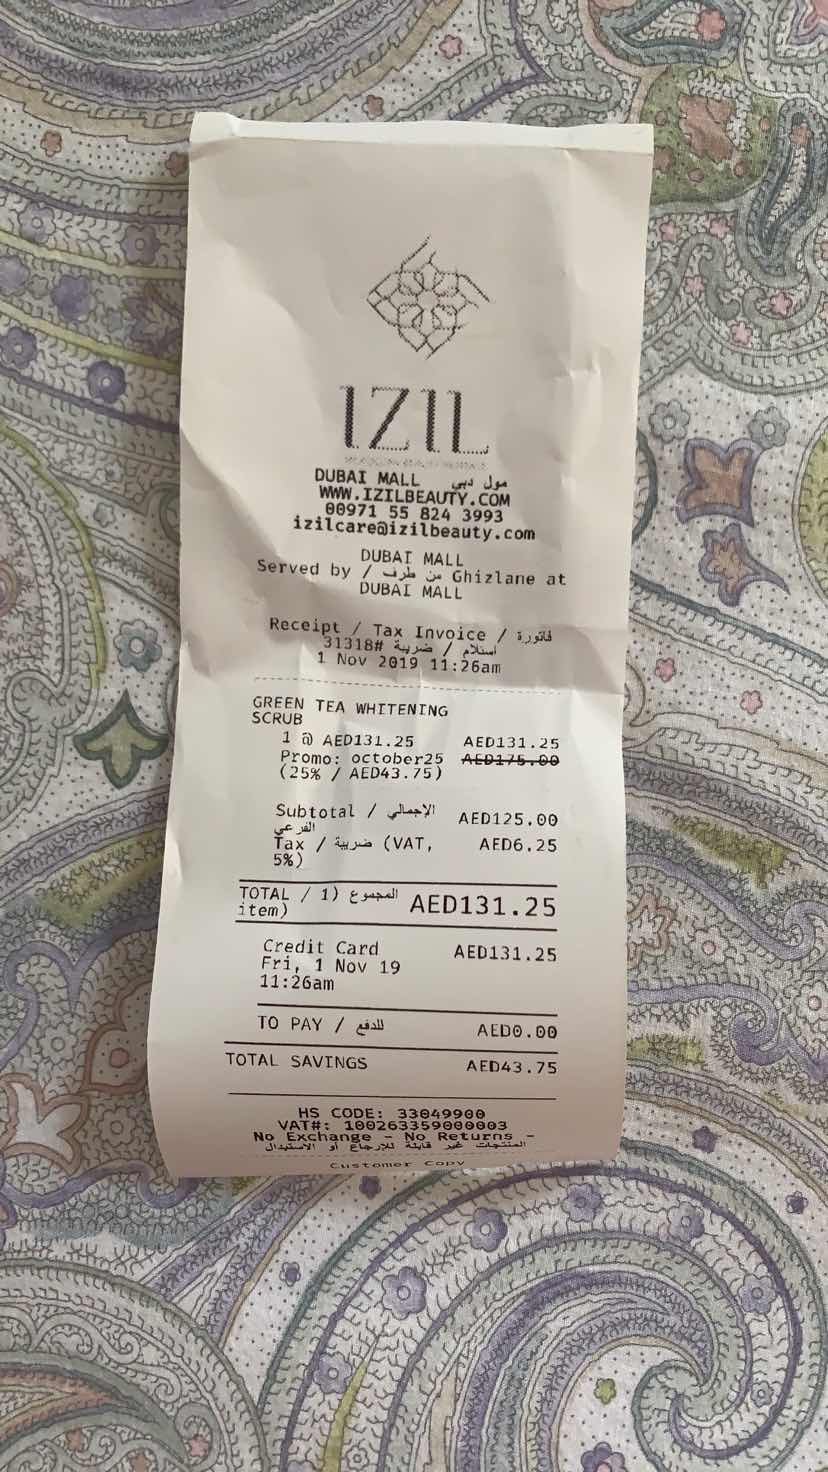 IZIL
DUBAI MALL مول دبي
WWW.IZILBEAUTY.COM
00971 55 824 3993
izilcare@izilbeauty.com
DUBAI MALL
Served by / من طرف Ghizlane at
DUBAI MALL
Receipt / Tax Invoice / فاتورة
31318# استلام / ضريبة
1 Nov 2019 11:26am
GREEN TEA WHITENING
SCRUB
1 @ AED131.25 AED131.25
Promo: october25 AED175.00
(25% / AED43.75)
Subtotal / الإجمالي AED125.00
الفرعي
Tax / ضريبة (VAT, AED6.25
5%)
TOTAL / المجموع (1 AED131.25
item)
Credit Card AED131.25
Fri, 1 Nov 19
11:26am
TO PAY / للدفع AED0.00
TOTAL SAVINGS AED43.75
HS CODE: 33049900
VAT#: 100263359000003
No Exchange - No Returns -
المنتجات غير قابلة للإرجاع أو الاستبدال
Customer Copy